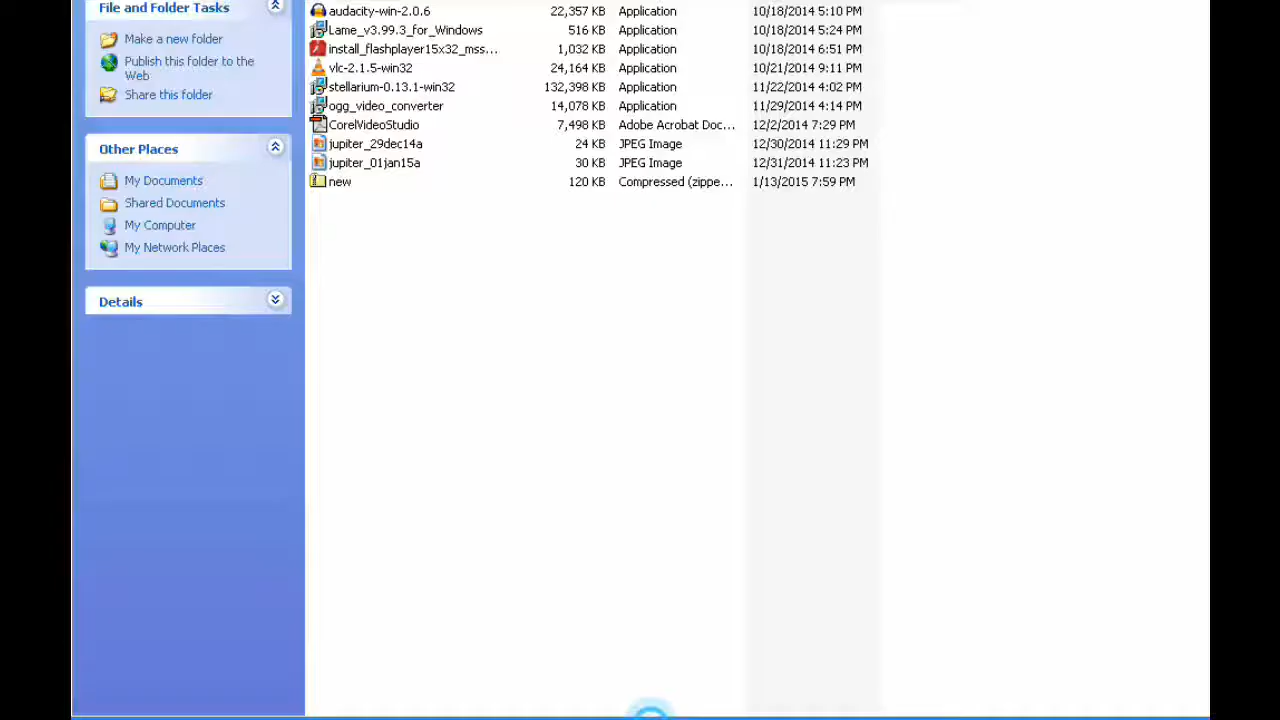 File and Folder Tasks
Make a new folder
Publish this folder to the
Web
Share this folder
Other Places
My Documents
Shared Documents
My Computer
My Network Places
Details
audacity-win-2.0.6 22,357 KB Application 10/18/2014 5:10 PM
Lame_v3.99.3_for_Windows 516 KB Application 10/18/2014 5:24 PM
install_flashplayer15x32_mss... 1,032 KB Application 10/18/2014 6:51 PM
vlc-2.1.5-win32 24,164 KB Application 10/21/2014 9:11 PM
stellarium-0.13.1-win32 132,398 KB Application 11/22/2014 4:02 PM
ogg_video_converter 14,078 KB Application 11/29/2014 4:14 PM
CorelVideoStudio 7,498 KB Adobe Acrobat Doc... 12/2/2014 7:29 PM
jupiter_29dec14a 24 KB JPEG Image 12/30/2014 11:29 PM
jupiter_01jan15a 30 KB JPEG Image 12/31/2014 11:23 PM
new 120 KB Compressed (zippe... 1/13/2015 7:59 PM